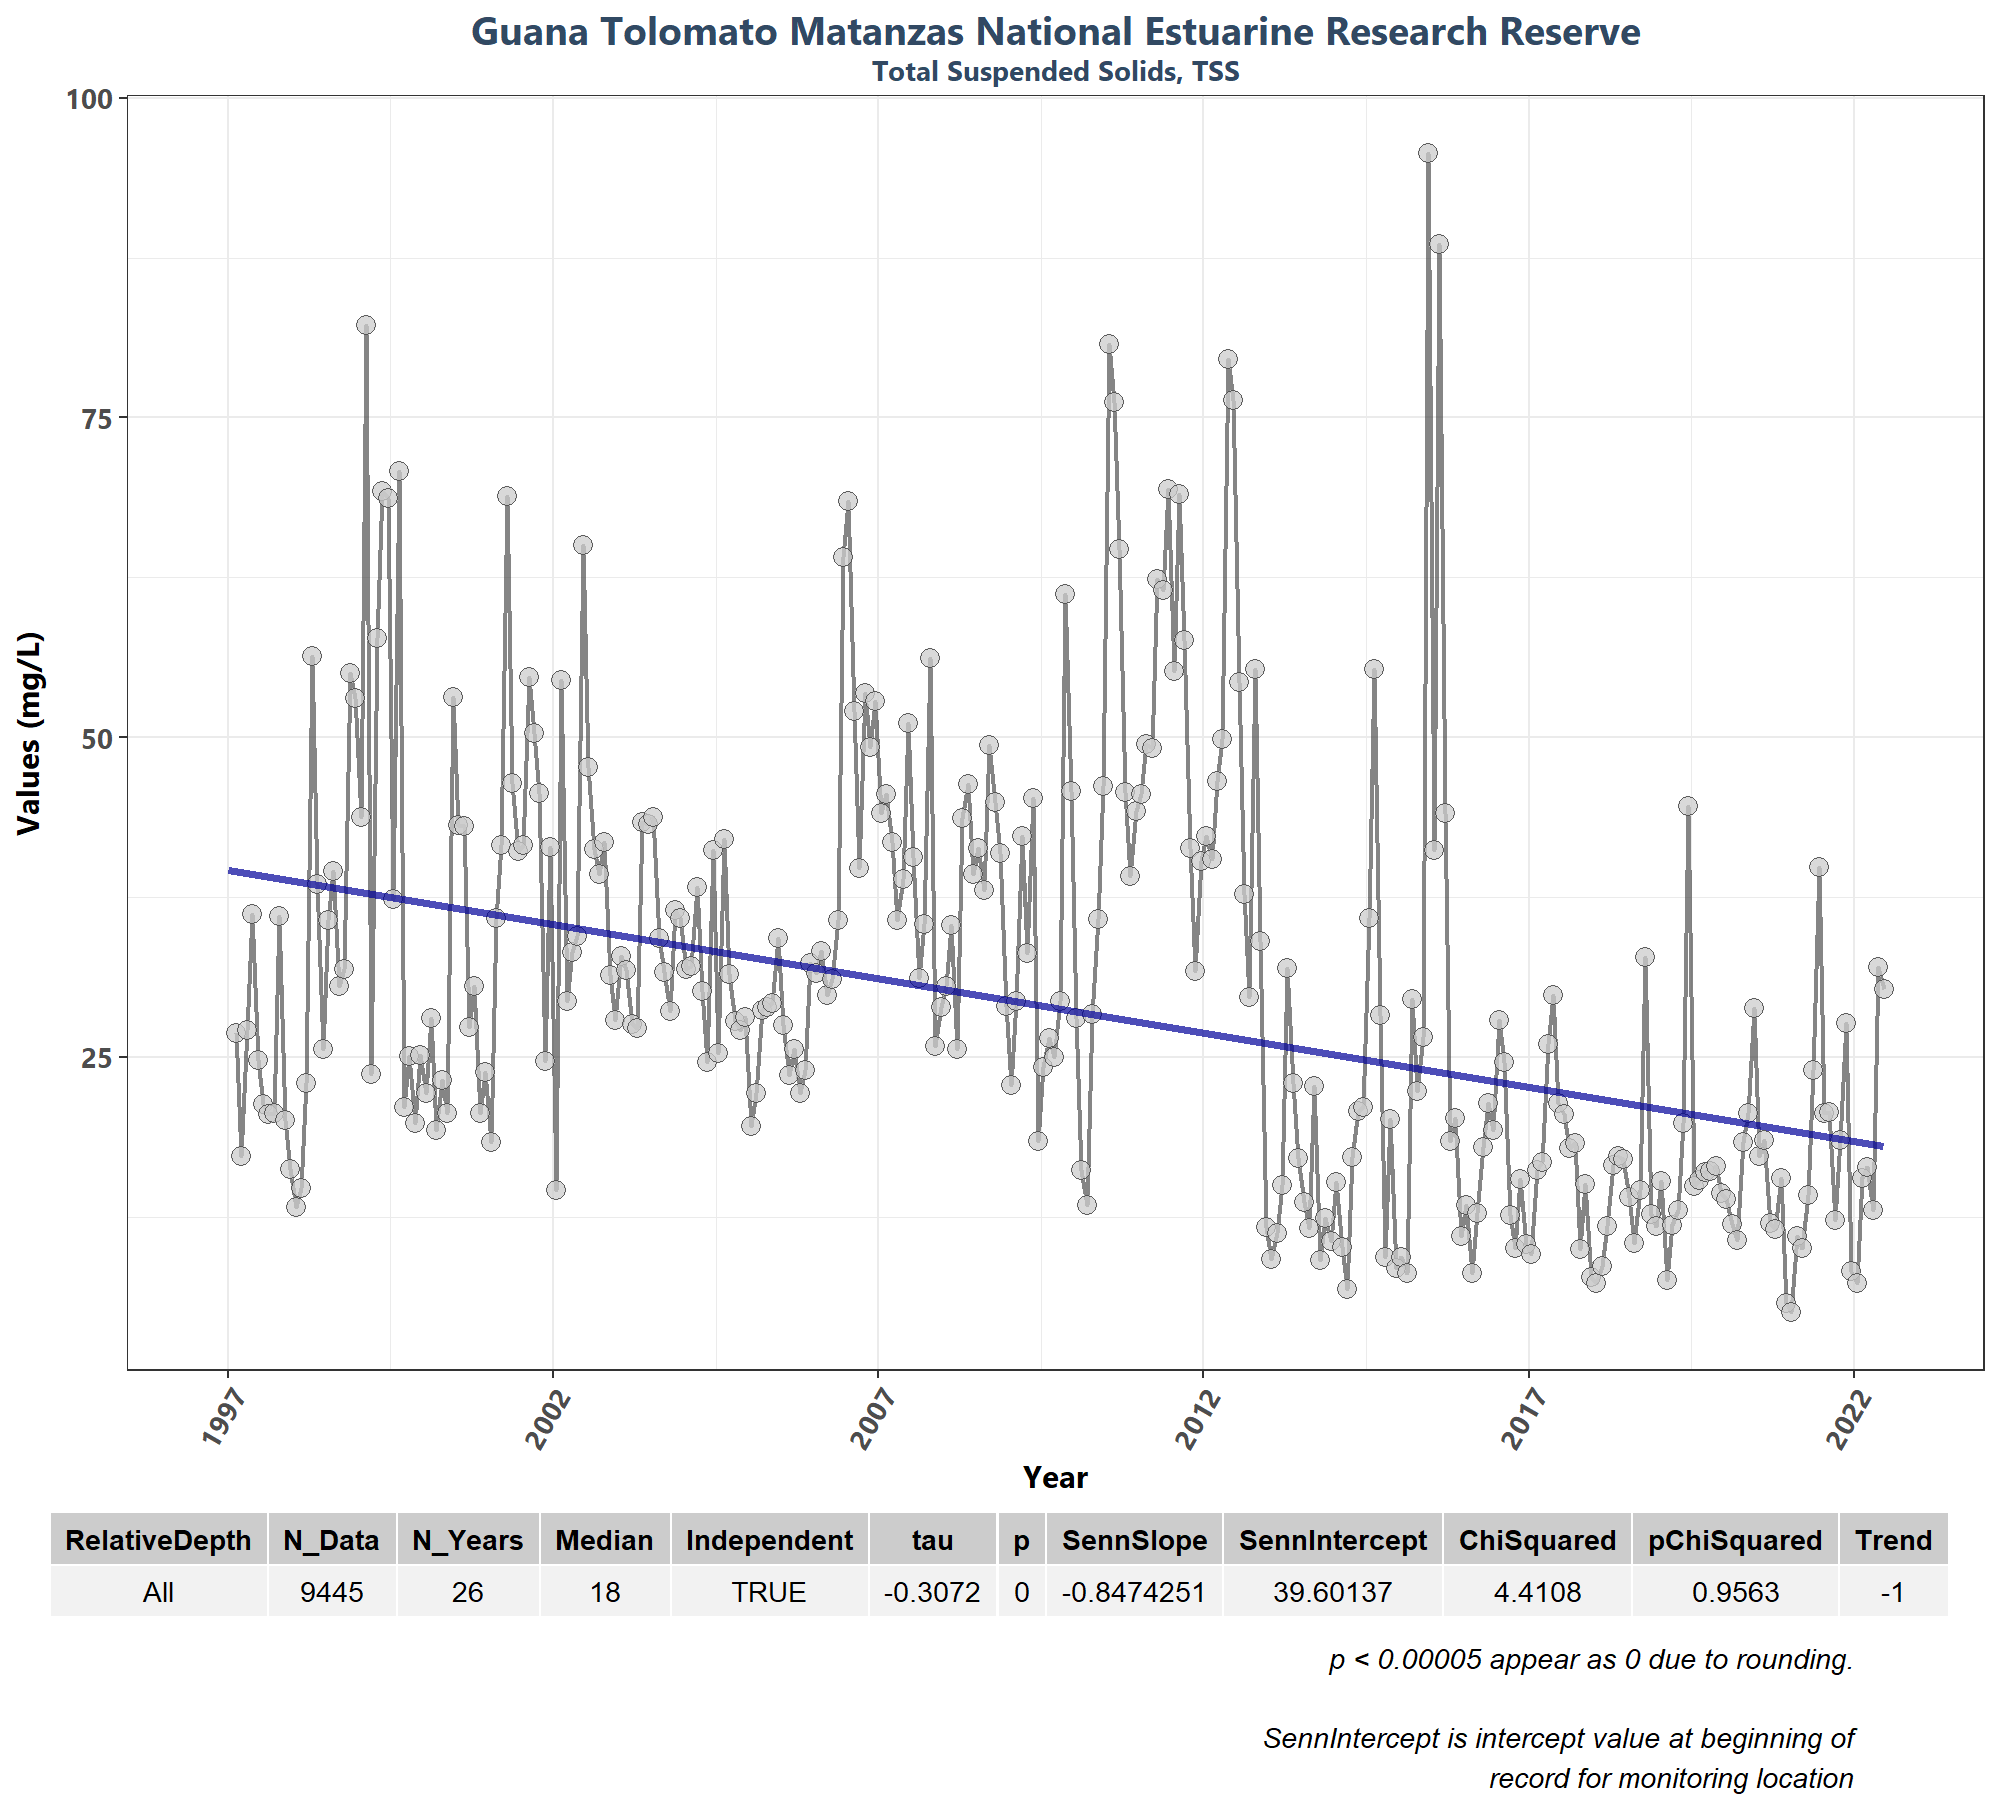 Guana Tolomato Matanzas National Estuarine Research Reserve
Total Suspended Solids, TSS
100
75
50
25
Values (mg/L)
1997
2002
2007
2012
2017
2022
Year
RelativeDepth N_Data N_Years Median Independent tau p SennSlope SennIntercept ChiSquared pChiSquared Trend
All 9445 26 18 TRUE -0.3072 0 -0.8474251 39.60137 4.4108 0.9563 -1
p < 0.00005 appear as 0 due to rounding.
SennIntercept is intercept value at beginning of
record for monitoring location